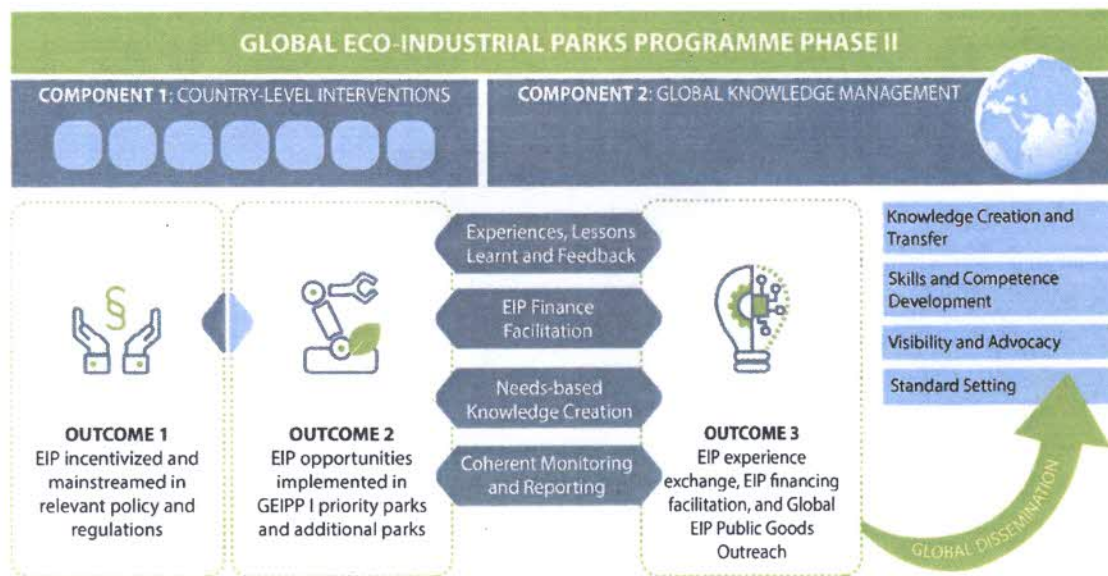 GLOBAL ECO-INDUSTRIAL PARKS PROGRAMME PHASE II
COMPONENT 1: COUNTRY-LEVEL INTERVENTIONS
COMPONENT 2: GLOBAL KNOWLEDGE MANAGEMENT
§
OUTCOME 1
EIP incentivized and
mainstreamed in
relevant policy and
regulations
OUTCOME 2
EIP opportunities
implemented in
GEIPP I priority parks
and additional parks
Experiences, Lessons
Learnt and Feedback
EIP Finance
Facilitation
Needs-based
Knowledge Creation
Coherent Monitoring
and Reporting
OUTCOME 3
EIP experience
exchange, EIP financing
facilitation, and Global
EIP Public Goods
Outreach
Knowledge Creation and
Transfer
Skills and Competence
Development
Visibility and Advocacy
Standard Setting
GLOBAL DISSEMINATION